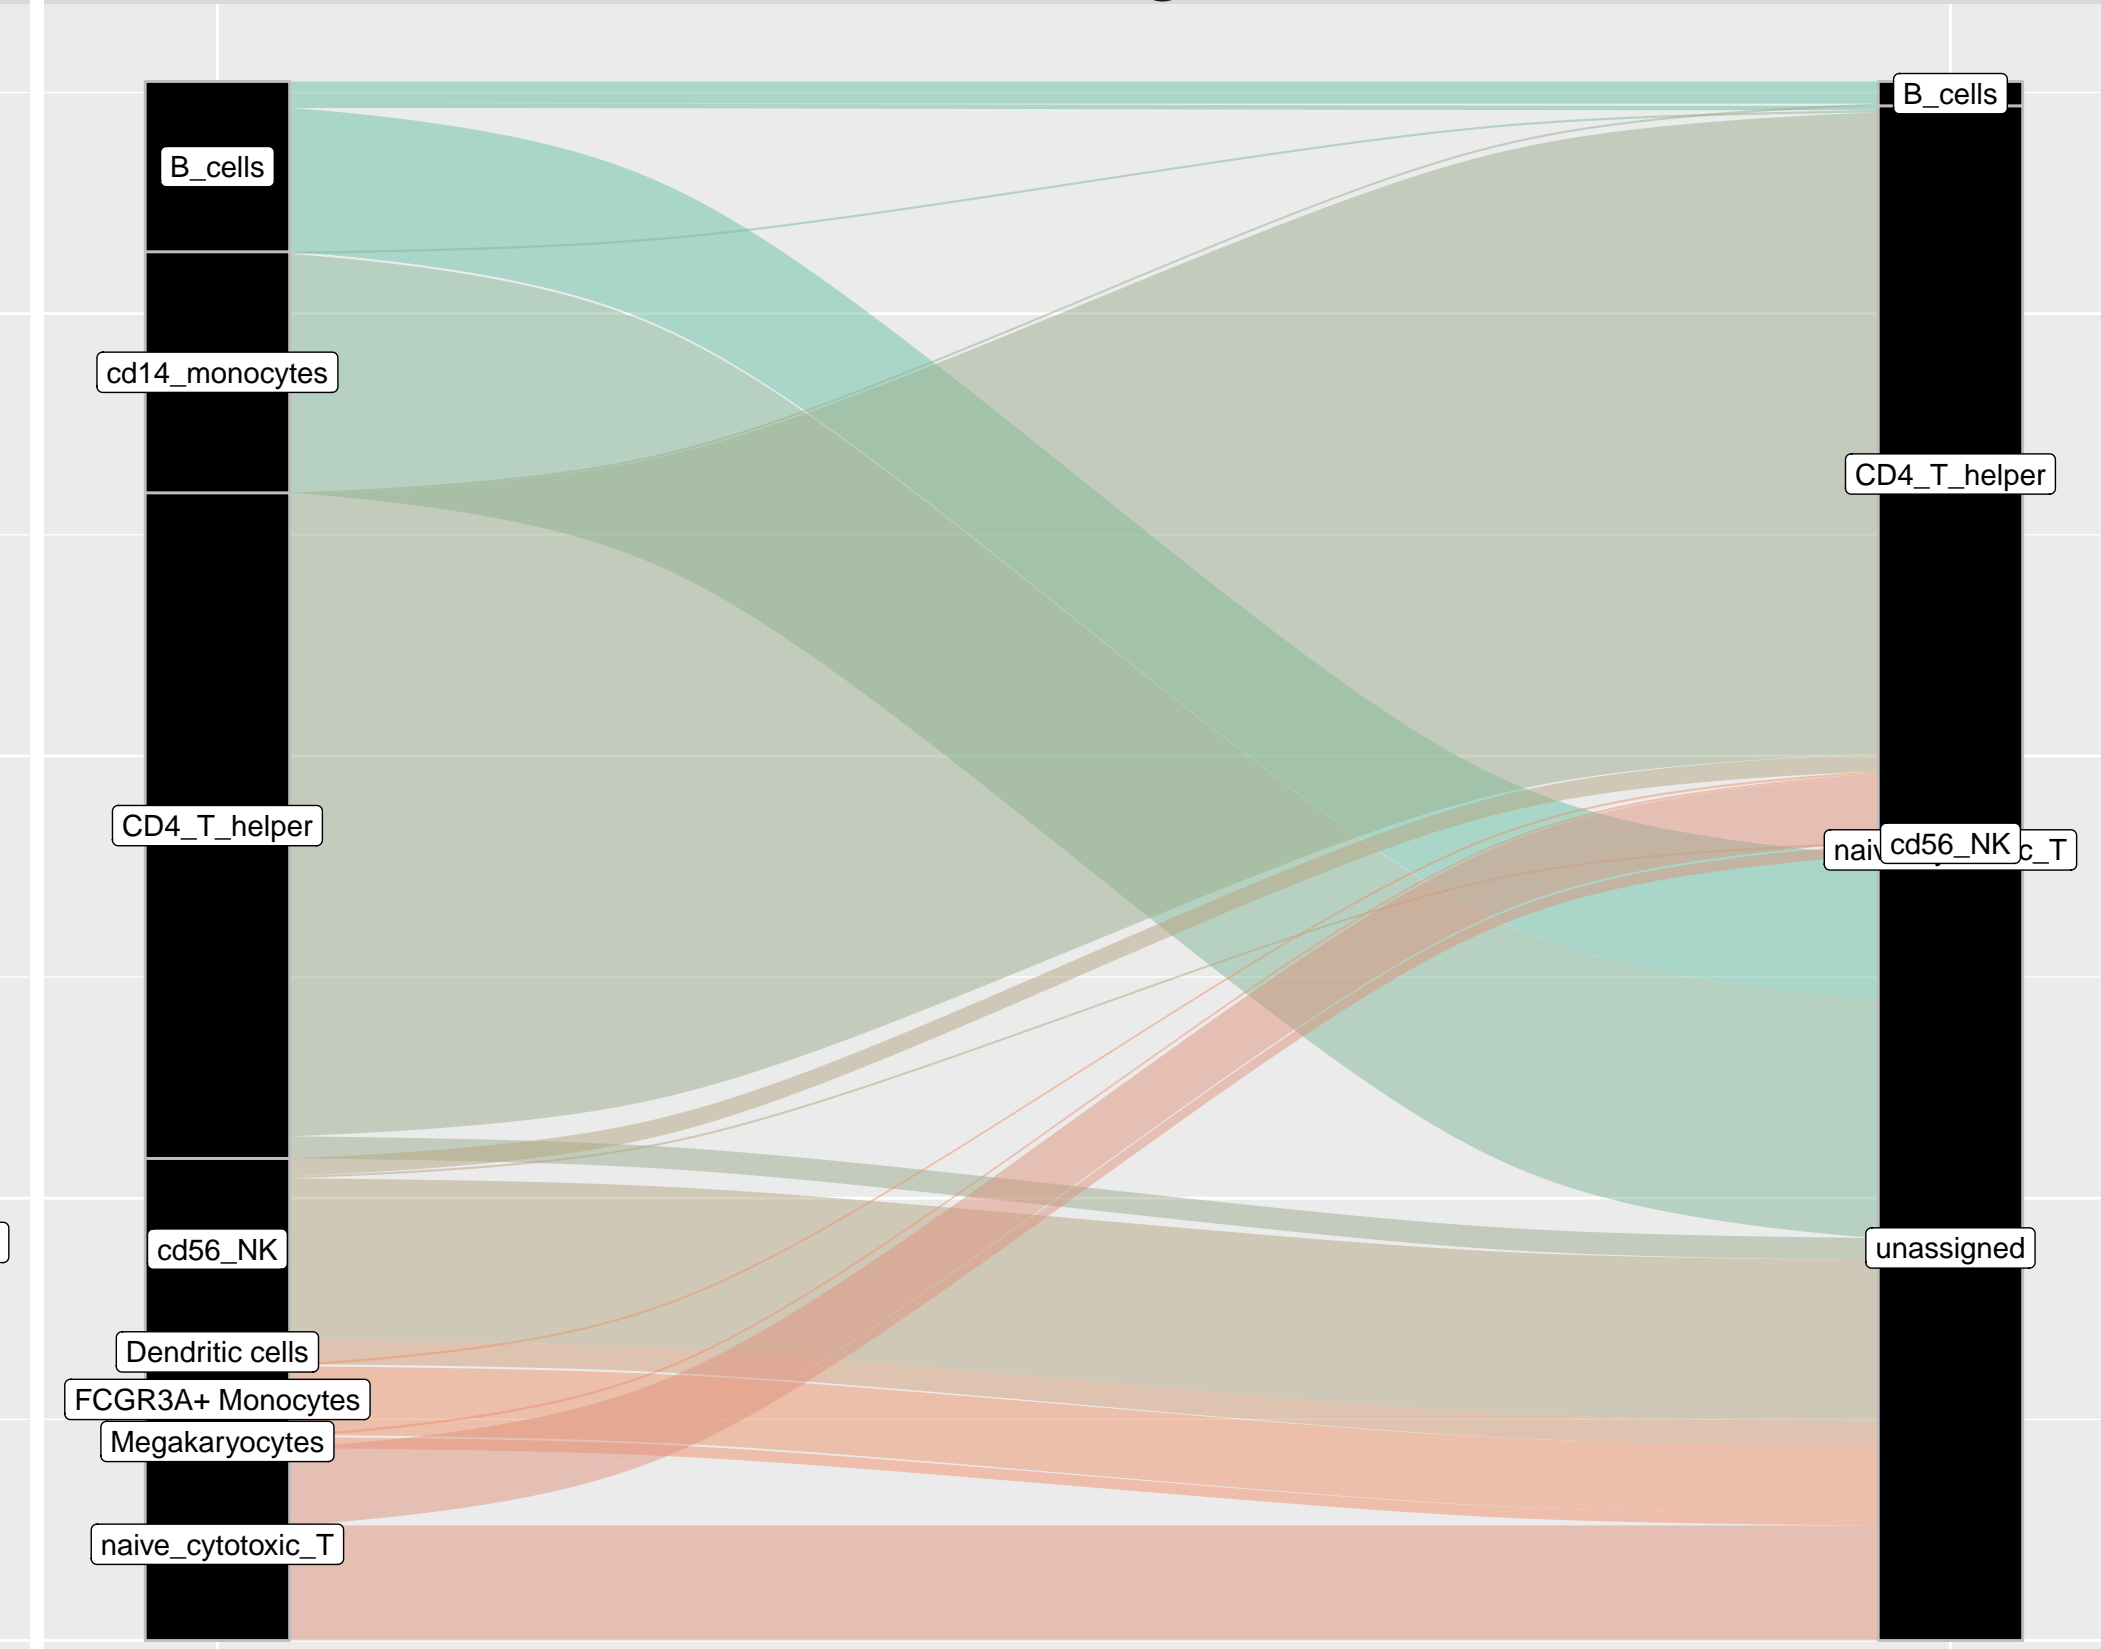 B_cells
cd14_monocytes
CD4_T_helper
cd56_NK
Dendritic cells
FCGR3A+ Monocytes
Megakaryocytes
naive_cytotoxic_T
B_cells
CD4_T_helper
cd56_NK
unassigned